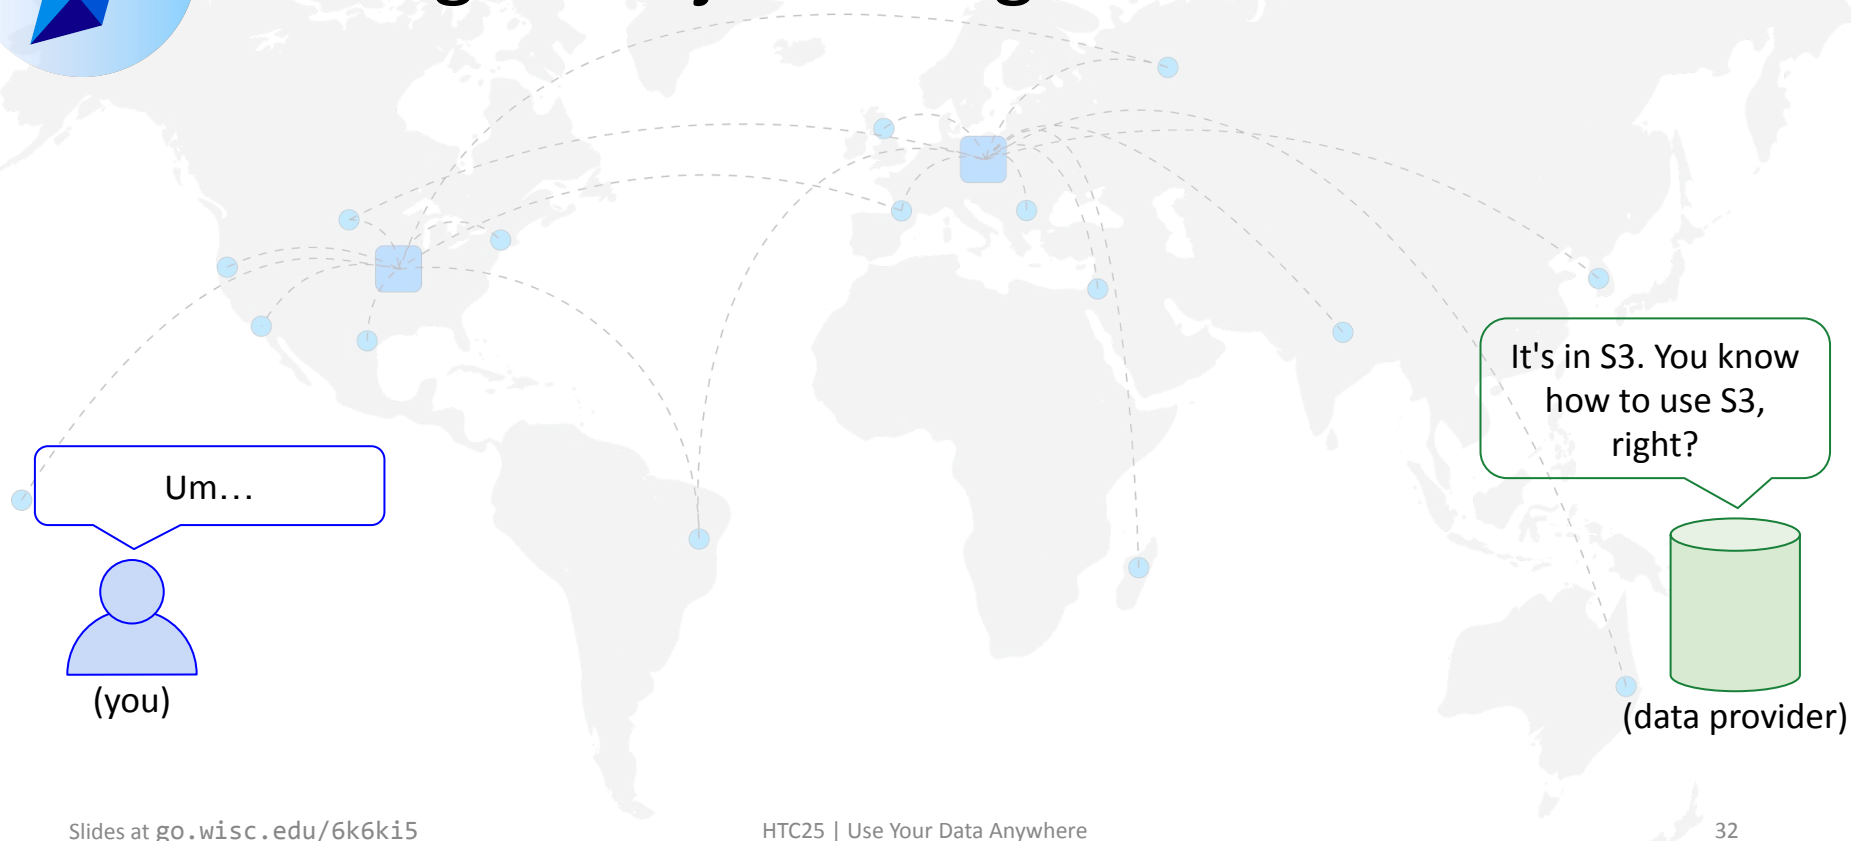 It's in S3. You know
how to use S3,
right?
Um...
(you)
(data provider)
Slides at go.wisc.edu/6k6ki5
HTC25 | Use Your Data Anywhere
32